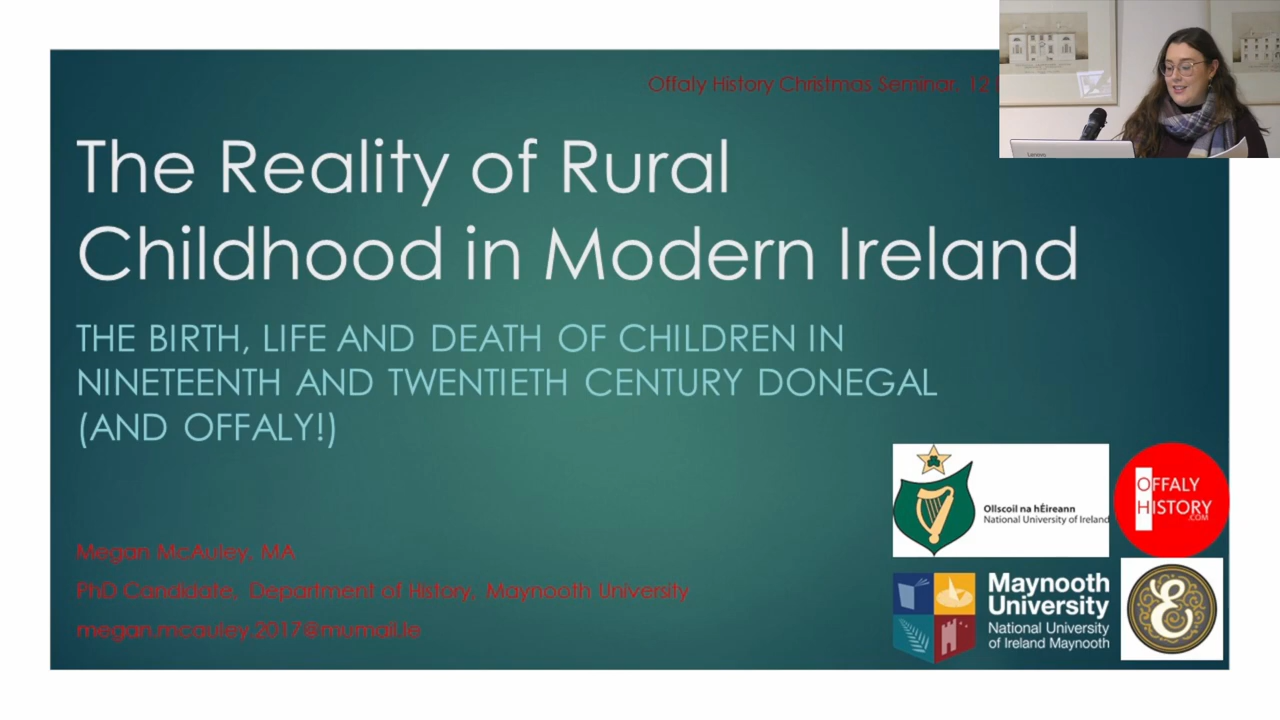 Offaly History Christmas Seminar, 12
Lenovo
The Reality of Rural
Childhood in Modern Ireland
THE BIRTH, LIFE AND DEATH OF CHILDREN IN
NINETEENTH AND TWENTIETH CENTURY DONEGAL
(AND OFFALY!)
Ollscoil na hÉireann
National University of Ireland
OFFALY
HISTORY
.COM
Megan McAuley, MA
PhD Candidate, Department of History, Maynooth University
megan.mcauley.2017@mumail.ie
Maynooth
University
National University
of Ireland Maynooth
E